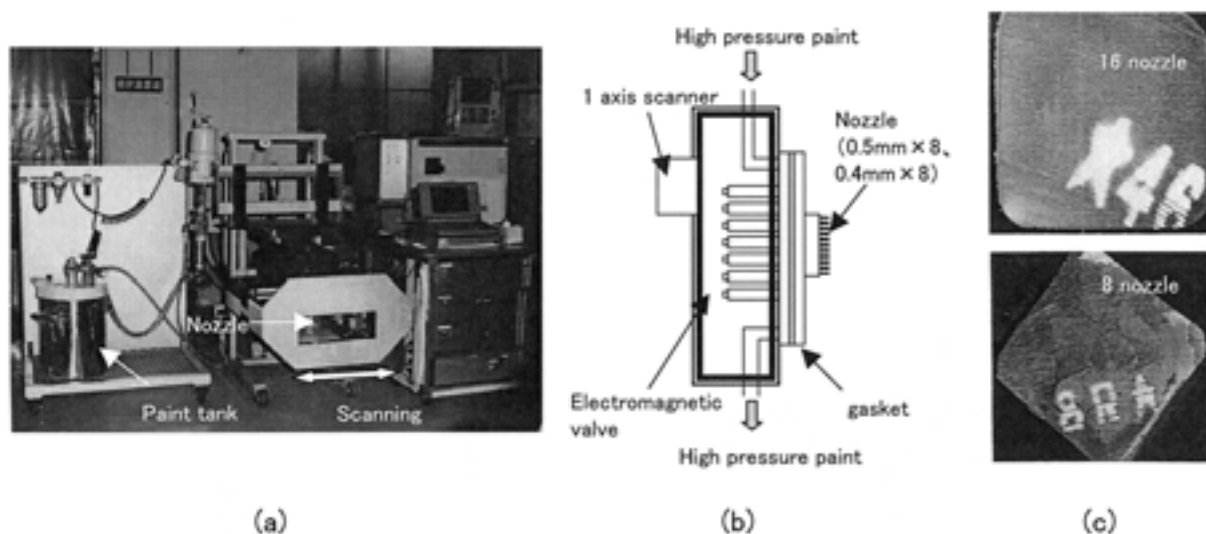 Nozzle
Paint tank
Scanning
(a)
High pressure paint
1 axis scanner
Nozzle
(0.5mm×8、
0.4mm×8)
Electromagnetic
valve
gasket
High pressure paint
(b)
16 nozzle
8 nozzle
(c)